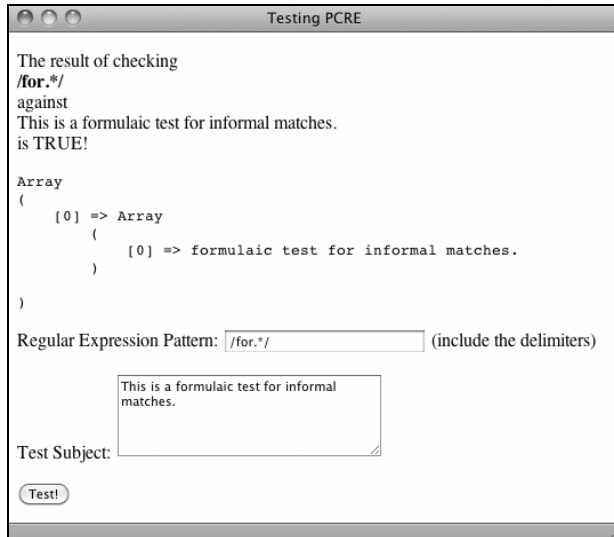 Testing PCRE
The result of checking
/for.*/
against
This is a formulaic test for informal matches.
is TRUE!
Array
(
[0] => Array
(
[0] => formulaic test for informal matches.
)
)
Regular Expression Pattern: /for.*/ (include the delimiters)
This is a formulaic test for informal
matches.
Test Subject:
Test!